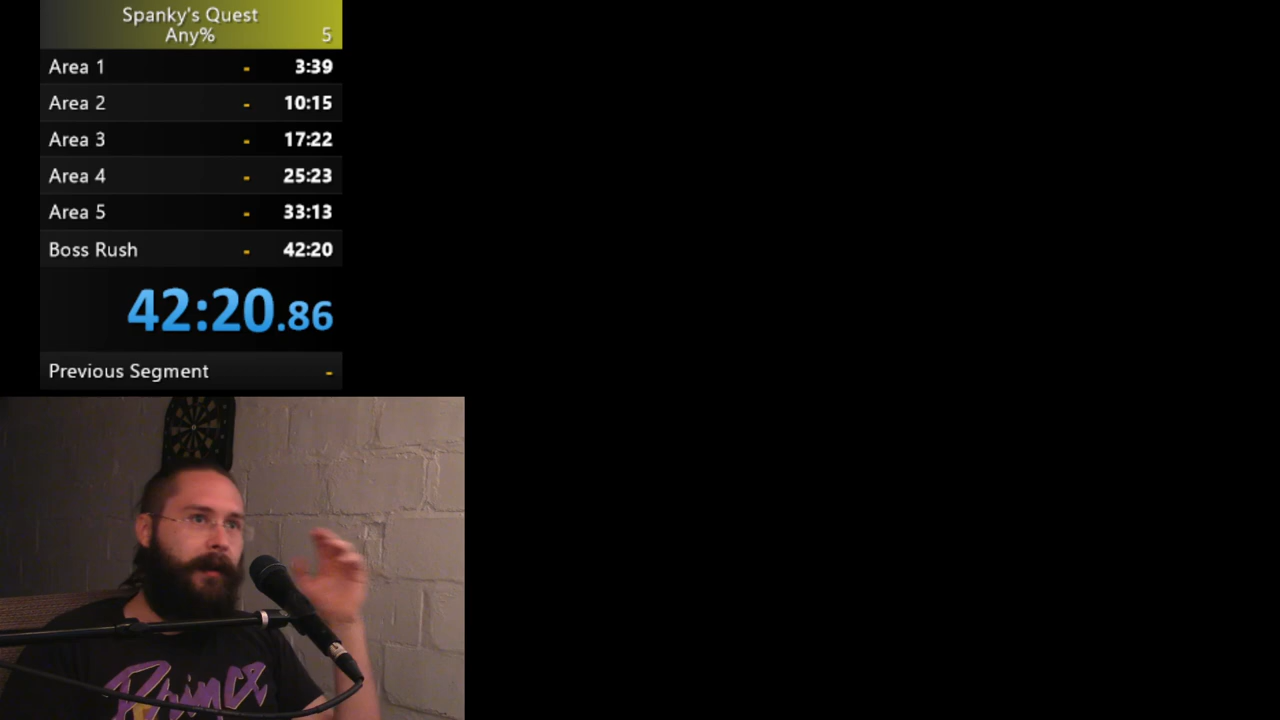 Spanky's Quest
Any% 5
Area 1 - 3:39
Area 2 - 10:15
Area 3 - 17:22
Area 4 - 25:23
Area 5 - 33:13
Boss Rush - 42:20
42:20.86
Previous Segment -
Prince